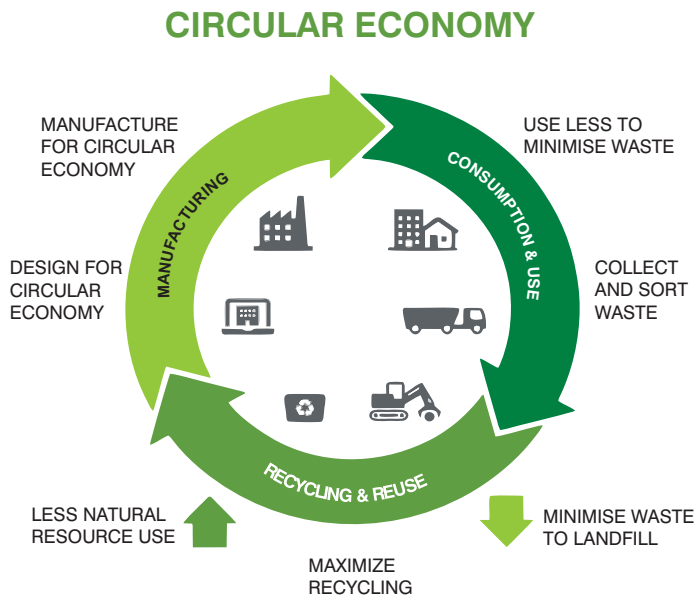 CIRCULAR ECONOMY
MANUFACTURE
FOR CIRCULAR
ECONOMY
USE LESS TO
MINIMISE WASTE
MANUFACTURING
CONSUMPTION & USE
DESIGN FOR
CIRCULAR
ECONOMY
COLLECT
AND SORT
WASTE
RECYCLING & REUSE
LESS NATURAL
RESOURCE USE
MINIMISE WASTE
TO LANDFILL
MAXIMIZE
RECYCLING